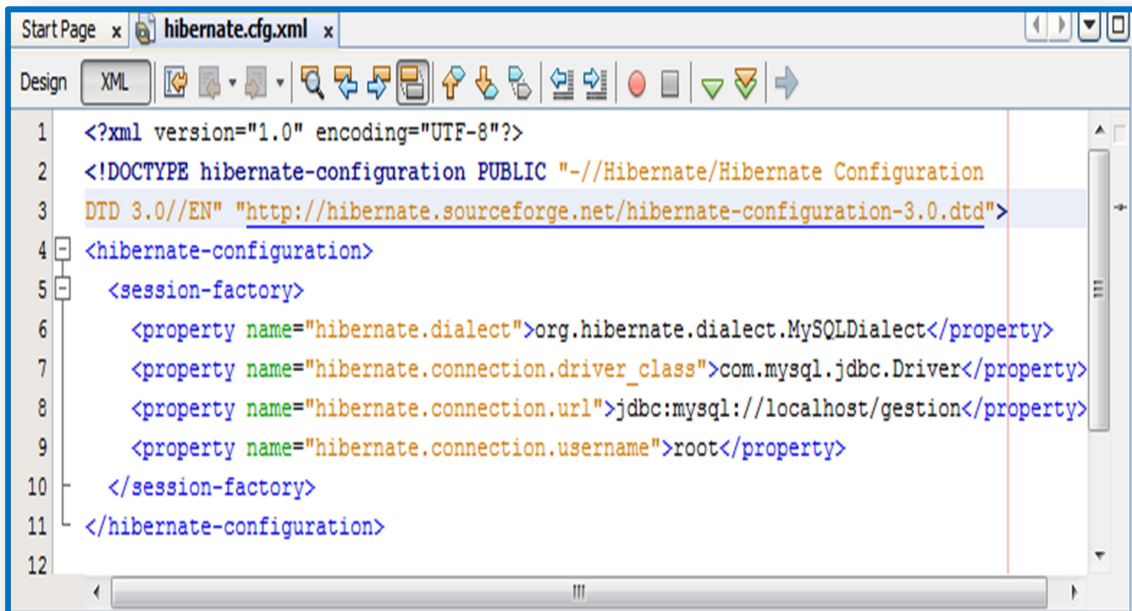 Start Page x hibernate.cfg.xml x
Design XML
1 <?xml version="1.0" encoding="UTF-8"?>
2 <!DOCTYPE hibernate-configuration PUBLIC "-//Hibernate/Hibernate Configuration
3 DTD 3.0//EN" "http://hibernate.sourceforge.net/hibernate-configuration-3.0.dtd">
4 <hibernate-configuration>
5 <session-factory>
6 <property name="hibernate.dialect">org.hibernate.dialect.MySQLDialect</property>
7 <property name="hibernate.connection.driver_class">com.mysql.jdbc.Driver</property>
8 <property name="hibernate.connection.url">jdbc:mysql://localhost/gestion</property>
9 <property name="hibernate.connection.username">root</property>
10 </session-factory>
11 </hibernate-configuration>
12